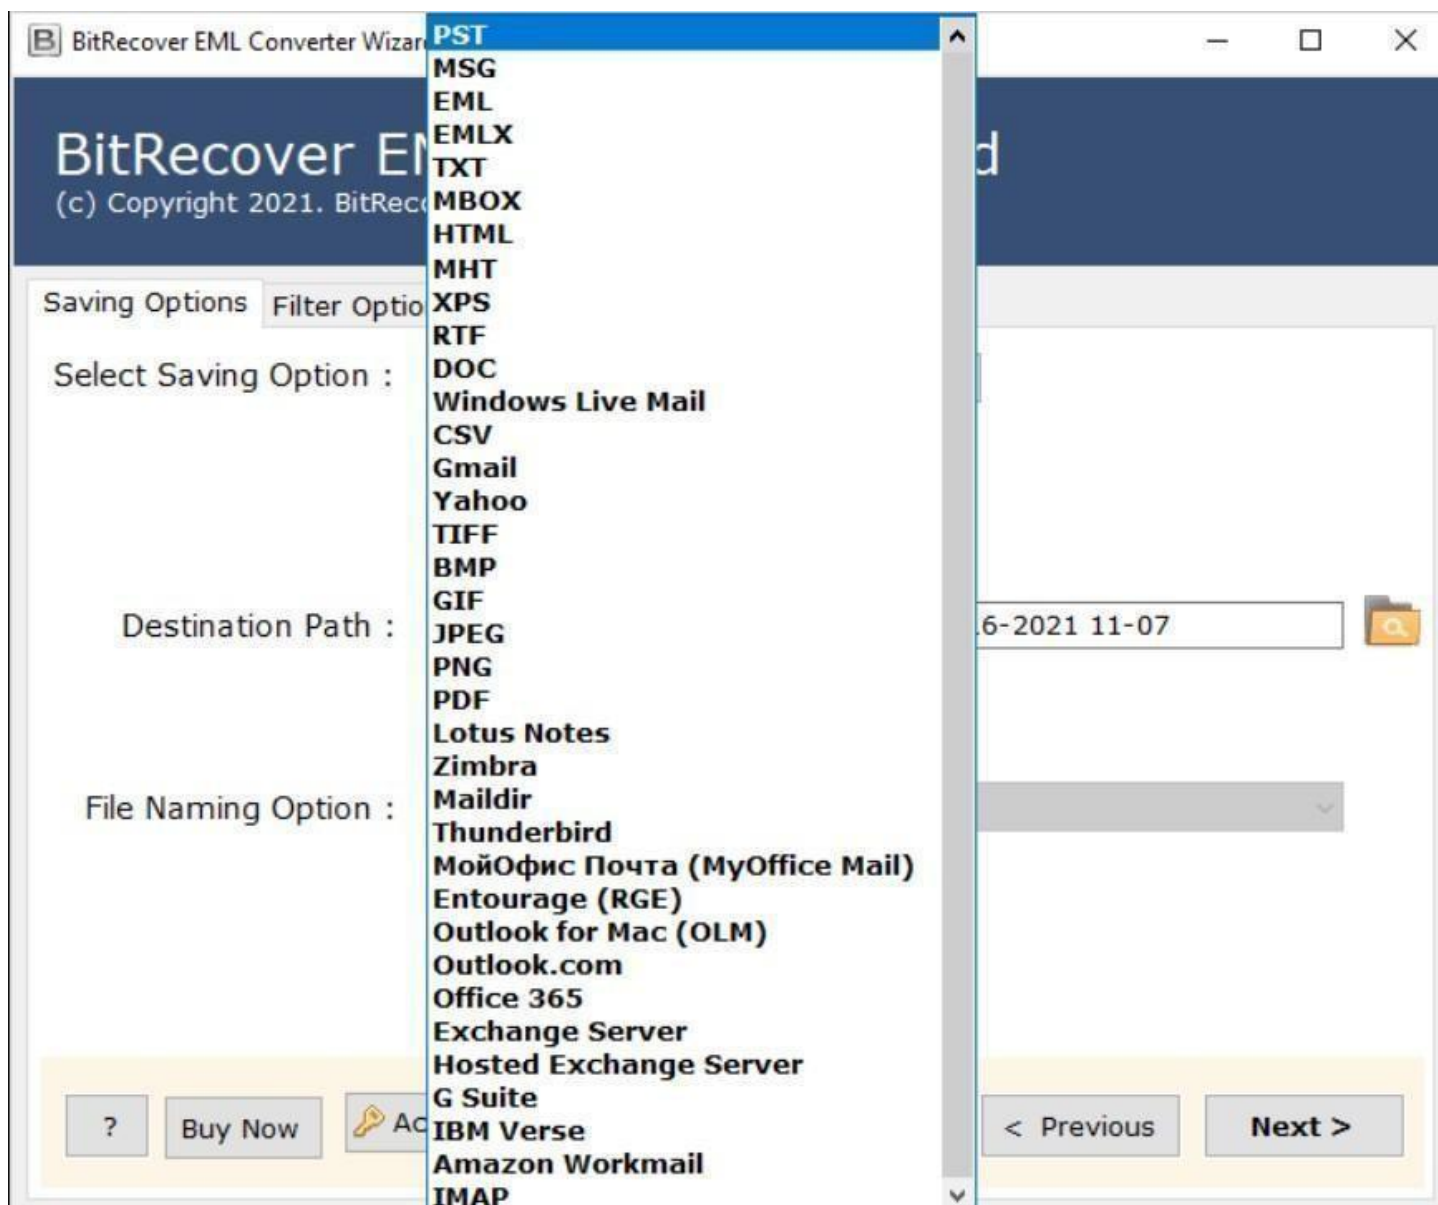 BitRecover EML Converter Wizar
BitRecover E
d
(c) Copyright 2021. BitRec
Saving Options
Filter Optio
Select Saving Option :
PST
MSG
EML
EMLX
TXT
MBOX
HTML
MHT
XPS
RTF
DOC
Windows Live Mail
CSV
Gmail
Yahoo
TIFF
BMP
GIF
JPEG
PNG
PDF
Lotus Notes
Zimbra
Maildir
Thunderbird
МойОфис Почта (MyOffice Mail)
Entourage (RGE)
Outlook for Mac (OLM)
Outlook.com
Office 365
Exchange Server
Hosted Exchange Server
G Suite
IBM Verse
Amazon Workmail
IMAP
Destination Path :
6-2021 11-07
File Naming Option :
?
Buy Now
Ac
< Previous
Next >